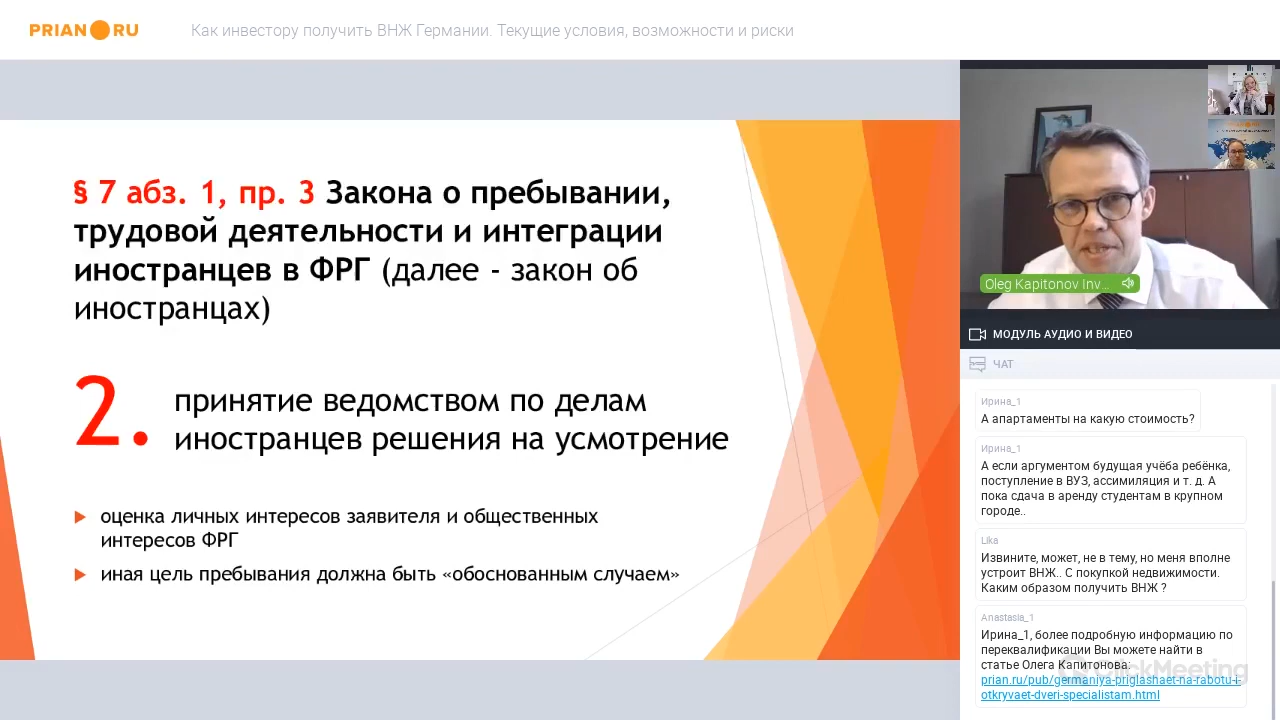 PRIAN RU
Как инвестору получить ВНЖ Германии. Текущие условия, возможности и риски
§ 7 абз. 1, пр. 3 Закона о пребывании,
трудовой деятельности и интеграции
иностранцев в ФРГ (далее - закон об
иностранцах)
2.
принятие ведомством по делам
иностранцев решения на усмотрение
оценка личных интересов заявителя и общественных
интересов ФРГ
иная цель пребывания должна быть «обоснованным случаем»
Oleg Kapitonov Inv...
МОДУЛЬ АУДИО И ВИДЕО
ЧАТ
Ирина_1
А апартаменты на какую стоимость?
Ирина_1
А если аргументом будущая учёба ребёнка,
поступление в ВУЗ, ассимиляция и т. д. А
пока сдача в аренду студентам в крупном
городе..
Lika
Извините, может, не в тему, но меня вполне
устроит ВНЖ.. С покупкой недвижимости.
Каким образом получить ВНЖ ?
Anastasia_1
Ирина_1, более подробную информацию по
переквалификации Вы можете найти в
статье Олега Капитонова:
prian.ru/pub/germaniya-priglashaet-na-rabotu-i-
otkryvaet-dveri-specialistam.html
ClickMeeting